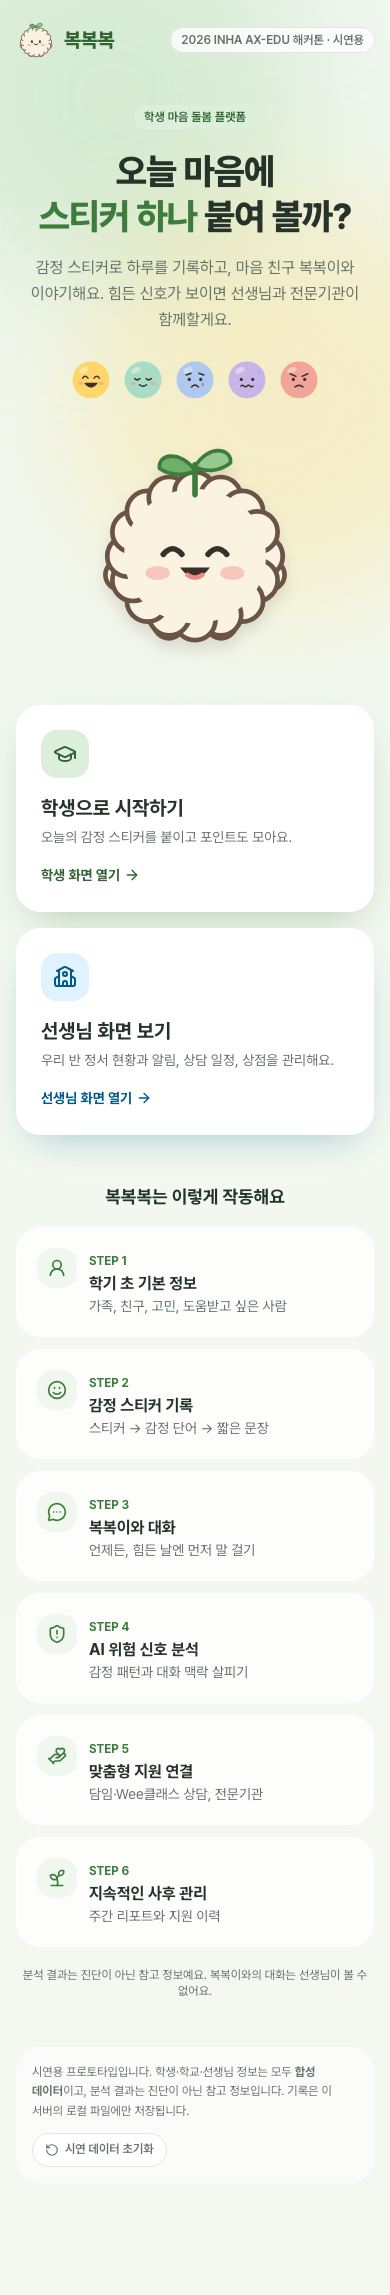 복복복
2026 INHA AX-EDU 해커톤 · 시연용
학생 마음 돌봄 플랫폼
오늘 마음에
스티커 하나 붙여 볼까?
감정 스티커로 하루를 기록하고, 마음 친구 복복이와
이야기해요. 힘든 신호가 보이면 선생님과 전문기관이
함께할게요.
학생으로 시작하기
오늘의 감정 스티커를 붙이고 포인트도 모아요.
학생 화면 열기 →
선생님 화면 보기
우리 반 정서 현황과 알림, 상담 일정, 상점을 관리해요.
선생님 화면 열기 →
복복복는 이렇게 작동해요
STEP 1
학기 초 기본 정보
가족, 친구, 고민, 도움받고 싶은 사람
STEP 2
감정 스티커 기록
스티커 → 감정 단어 → 짧은 문장
STEP 3
복복이와 대화
언제든, 힘든 날엔 먼저 말 걸기
STEP 4
AI 위험 신호 분석
감정 패턴과 대화 맥락 살피기
STEP 5
맞춤형 지원 연결
담임·Wee클래스 상담, 전문기관
STEP 6
지속적인 사후 관리
주간 리포트와 지원 이력
분석 결과는 진단이 아닌 참고 정보예요. 복복이와의 대화는 선생님이 볼 수
없어요.
시연용 프로토타입입니다. 학생·학교·선생님 정보는 모두 합성
데이터이고, 분석 결과는 진단이 아닌 참고 정보입니다. 기록은 이
서버의 로컬 파일에만 저장됩니다.
시연 데이터 초기화